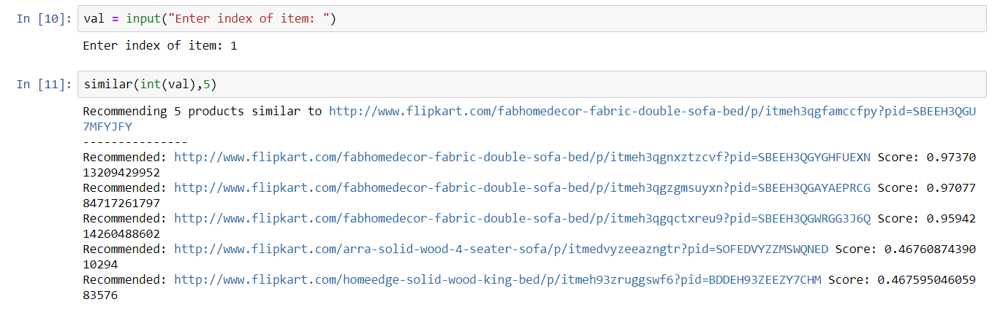 In [10]: val = input("Enter index of item: ")
Enter index of item: 1
In [11]: similar(int(val),5)
Recommending 5 products similar to http://www.flipkart.com/fabhomedecor-fabric-double-sofa-bed/p/itmeh3qgfamccfpy?pid=SBEEH3QGU
7MFYJFY
---------------
Recommended: http://www.flipkart.com/fabhomedecor-fabric-double-sofa-bed/p/itmeh3qgnxztzcvf?pid=SBEEH3QGYGHFUEXN Score: 0.97370
13209429952
Recommended: http://www.flipkart.com/fabhomedecor-fabric-double-sofa-bed/p/itmeh3qgzgmsuyxn?pid=SBEEH3QGAYAEPRCG Score: 0.97077
84717261797
Recommended: http://www.flipkart.com/fabhomedecor-fabric-double-sofa-bed/p/itmeh3qgqctxreu9?pid=SBEEH3QGWRGG3J6Q Score: 0.95942
14260488602
Recommended: http://www.flipkart.com/arra-solid-wood-4-seater-sofa/p/itmedvyzeeazngtr?pid=SOFEDVYZZMSWQNED Score: 0.46760874390
10294
Recommended: http://www.flipkart.com/homeedge-solid-wood-king-bed/p/itmeh93zruggswf6?pid=BDDEH93ZEEZY7CHM Score: 0.467595046059
83576